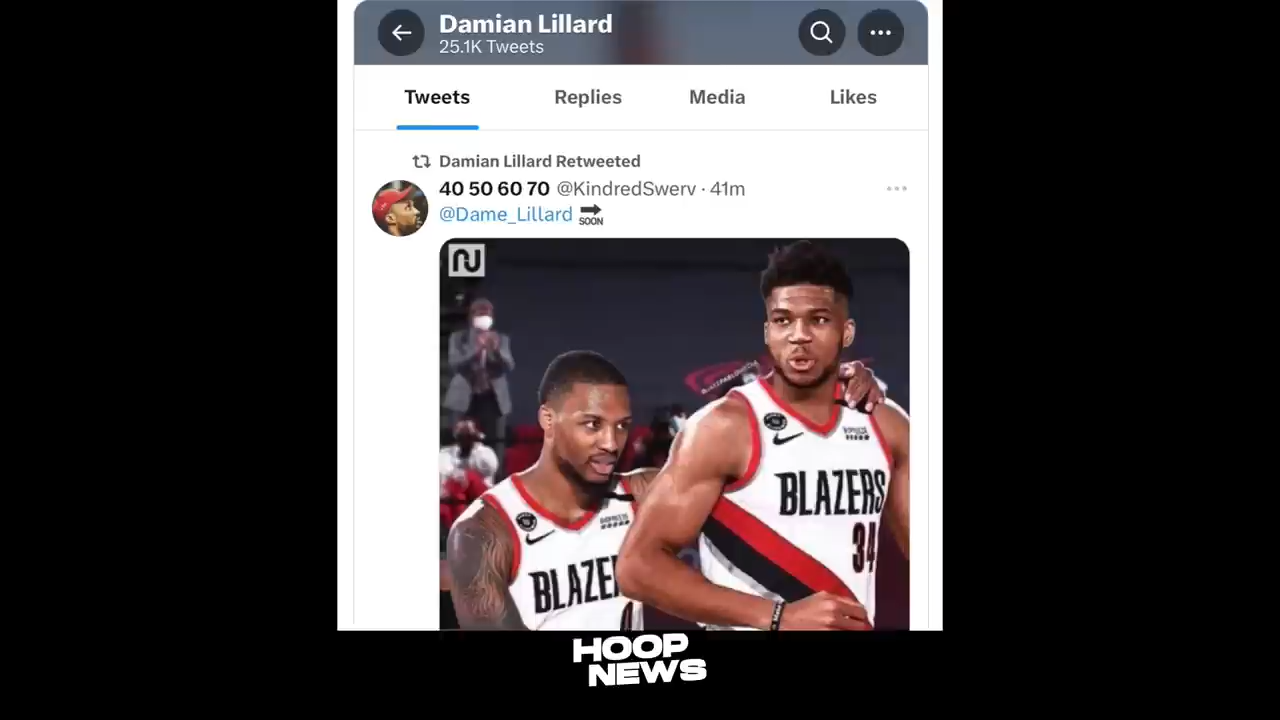 Damian Lillard
25.1K Tweets
Tweets Replies Media Likes
Damian Lillard Retweeted
40 50 60 70 @KindredSwerv · 41m
@Dame_Lillard SOON
BLAZERS
34
BLAZE
HOOP
NEWS